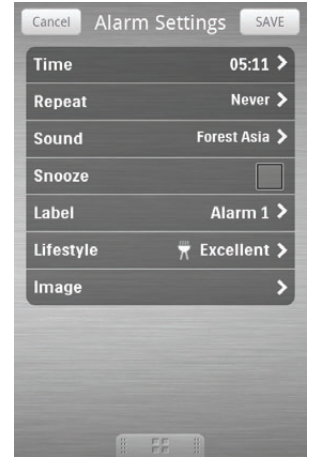 Cancel Alarm Settings SAVE
Time 05:11
Repeat Never
Sound Forest Asia
Snooze
Label Alarm 1
Lifestyle Excellent
Image